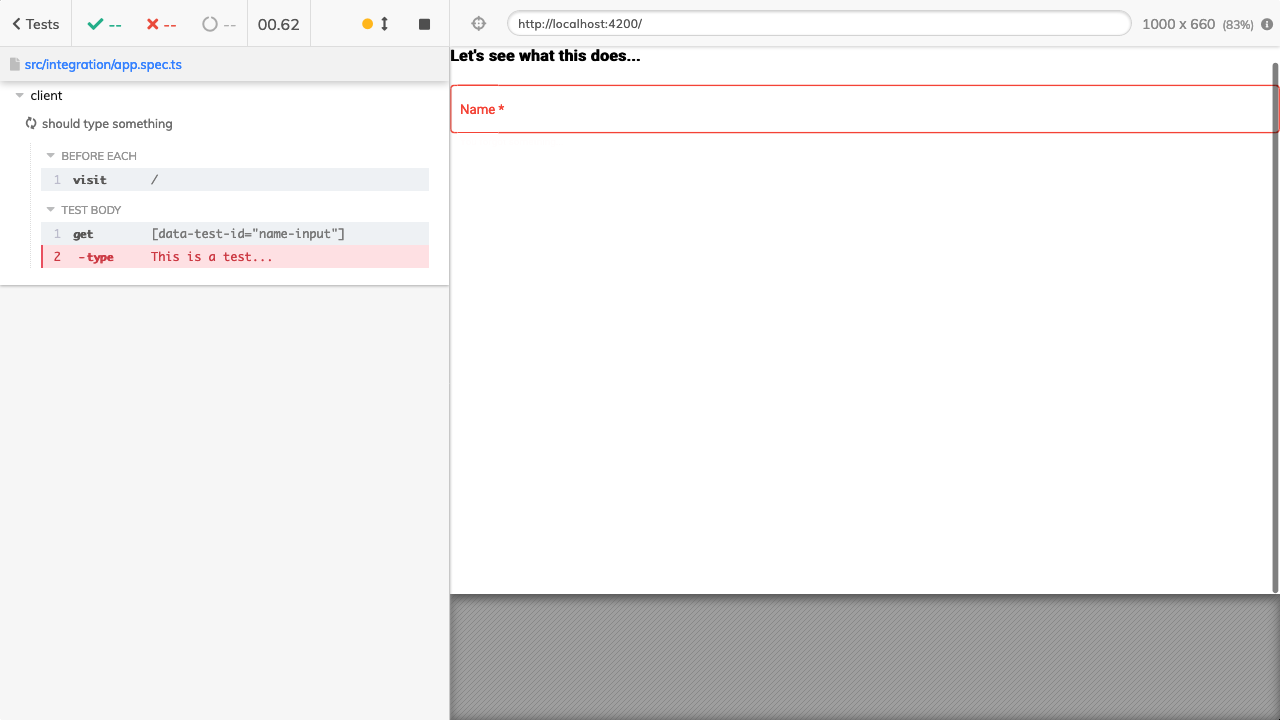 Tests -- -- -- 00.62
http://localhost:4200/ 1000 x 660 (83%)
src/integration/app.spec.ts
client
should type something
BEFORE EACH
1 visit /
TEST BODY
1 get [data-test-id="name-input"]
2 -type This is a test...
Let's see what this does...
Name *